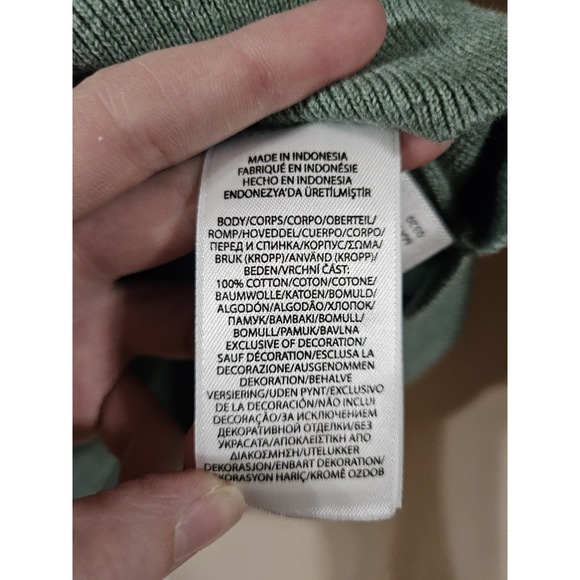 MADE IN INDONESIA
FABRIQUÉ EN INDONÉSIE
HECHO EN INDONESIA
ENDONEZYA'DA ÜRETİLMİŞTİR
BODY/CORPS/CORPO/OBERTEIL/
ROMP/HOVEDDEL/CUERPO/CORPO/
ПЕРЕД И СПИНКА/КОРПУС/ΣΩΜΑ/
BRUK (KROPP)/ANVÄND (KROPP)/
BEDEN/VRCHNÍ ČÁST:
100% COTTON/COTON/COTONE/
BAUMWOLLE/KATOEN/BOMULD/
ALGODÓN/ALGODÃO/ХЛОПОК/
ПАМУК/ΒΑΜΒΑΚΙ/BOMULL/
BOMULL/PAMUK/BAVLNA
EXCLUSIVE OF DECORATION/
SAUF DÉCORATION/ESCLUSA LA
DECORAZIONE/AUSGENOMMEN
DEKORATION/BEHALVE
VERSIERING/UDEN PYNT/EXCLUSIVO
DE LA DECORACIÓN/NÃO INCLUI
DECORAÇÃO/ЗА ИСКЛЮЧЕНИЕМ
ДЕКОРАТИВНОЙ ОТДЕЛКИ/БЕЗ
УКРАСАТА/ΑΠΟΚΛΕΙΣΤΙΚΗ ΑΠΟ
ΔΙΑΚΟΣΜΗΣΗ/UTELUKKER
DEKORASJON/ENBART DEKORATION/
DEKORASYON HARİÇ/KROMĚ OZDOB